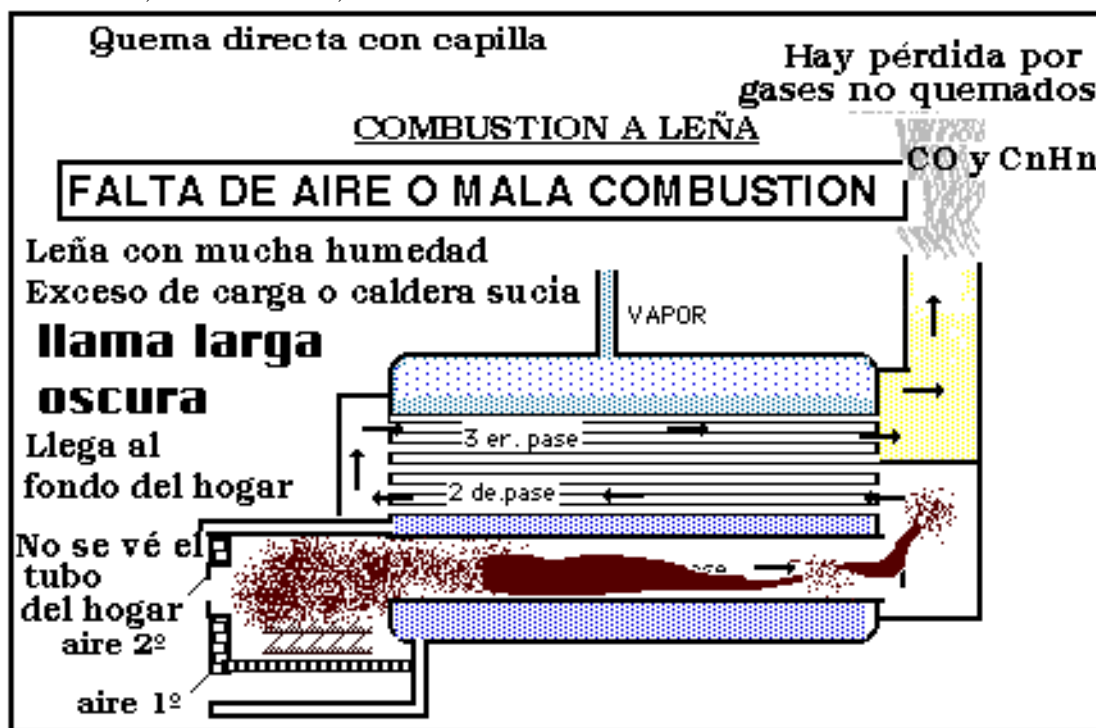 Quema directa con capilla
Hay pérdida por
gases no quemados
COMBUSTION A LEÑA
CO y CnHn
FALTA DE AIRE O MALA COMBUSTION
Leña con mucha humedad
Exceso de carga o caldera sucia
VAPOR
llama larga
oscura
Llega al
fondo del hogar
3 er. pase
2 de.pase
No se vé el
tubo
del hogar
aire 2º
aire 1º